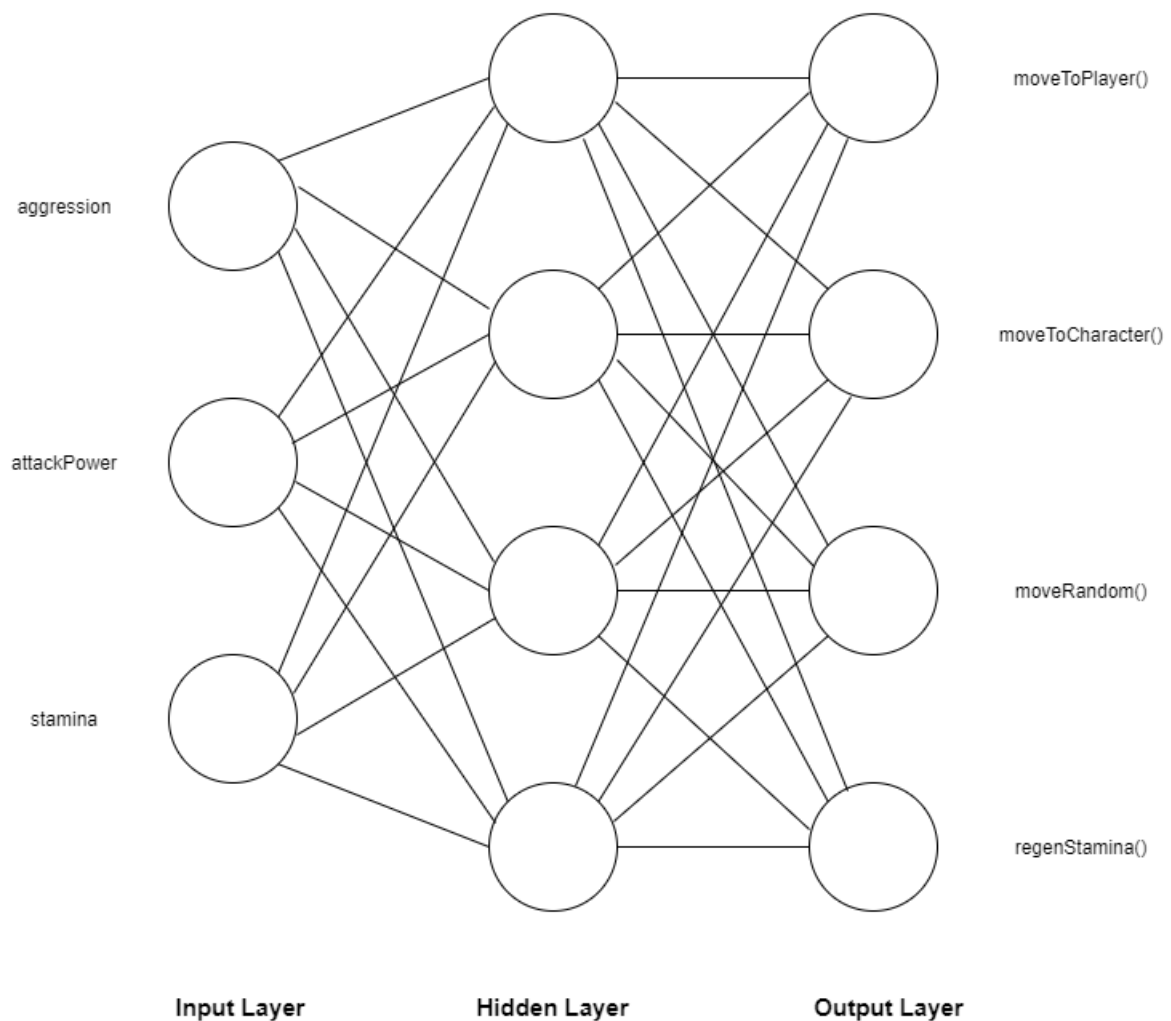 moveToPlayer()
aggression
moveToCharacter()
attackPower
moveRandom()
stamina
regenStamina()
Input Layer
Hidden Layer
Output Layer